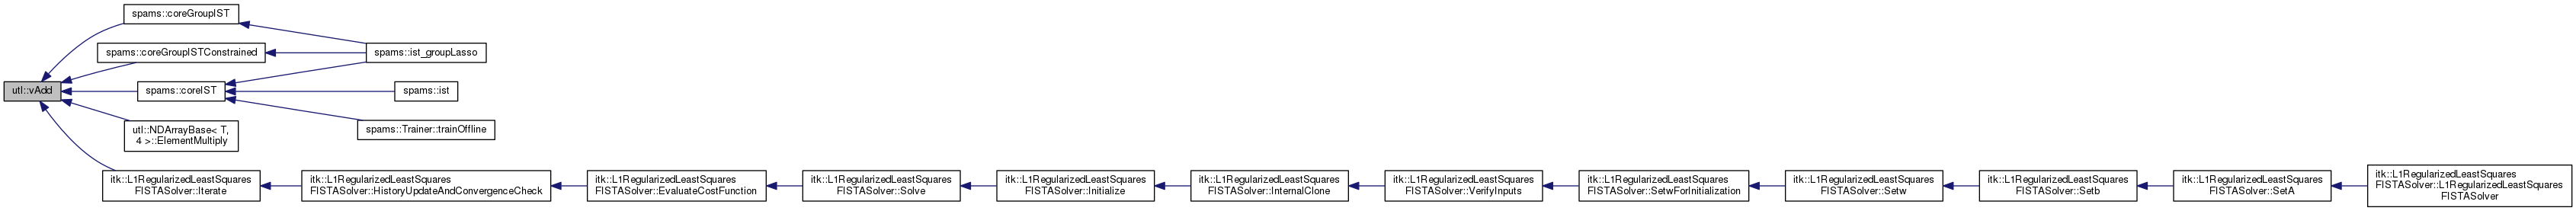 spams::coreGroupIST
spams::coreGroupISTConstrained
spams::ist_groupLasso
utl::vAdd
spams::coreIST
spams::ist
utl::NDArrayBase< T,
4 >::ElementMultiply
spams::Trainer::trainOffline
itk::L1RegularizedLeastSquares
FISTASolver::Iterate
itk::L1RegularizedLeastSquares
FISTASolver::HistoryUpdateAndConvergenceCheck
itk::L1RegularizedLeastSquares
FISTASolver::EvaluateCostFunction
itk::L1RegularizedLeastSquares
FISTASolver::Solve
itk::L1RegularizedLeastSquares
FISTASolver::Initialize
itk::L1RegularizedLeastSquares
FISTASolver::InternalClone
itk::L1RegularizedLeastSquares
FISTASolver::VerifyInputs
itk::L1RegularizedLeastSquares
FISTASolver::SetwForInitialization
itk::L1RegularizedLeastSquares
FISTASolver::Setw
itk::L1RegularizedLeastSquares
FISTASolver::Setb
itk::L1RegularizedLeastSquares
FISTASolver::SetA
itk::L1RegularizedLeastSquares
FISTASolver::L1RegularizedLeastSquares
FISTASolver